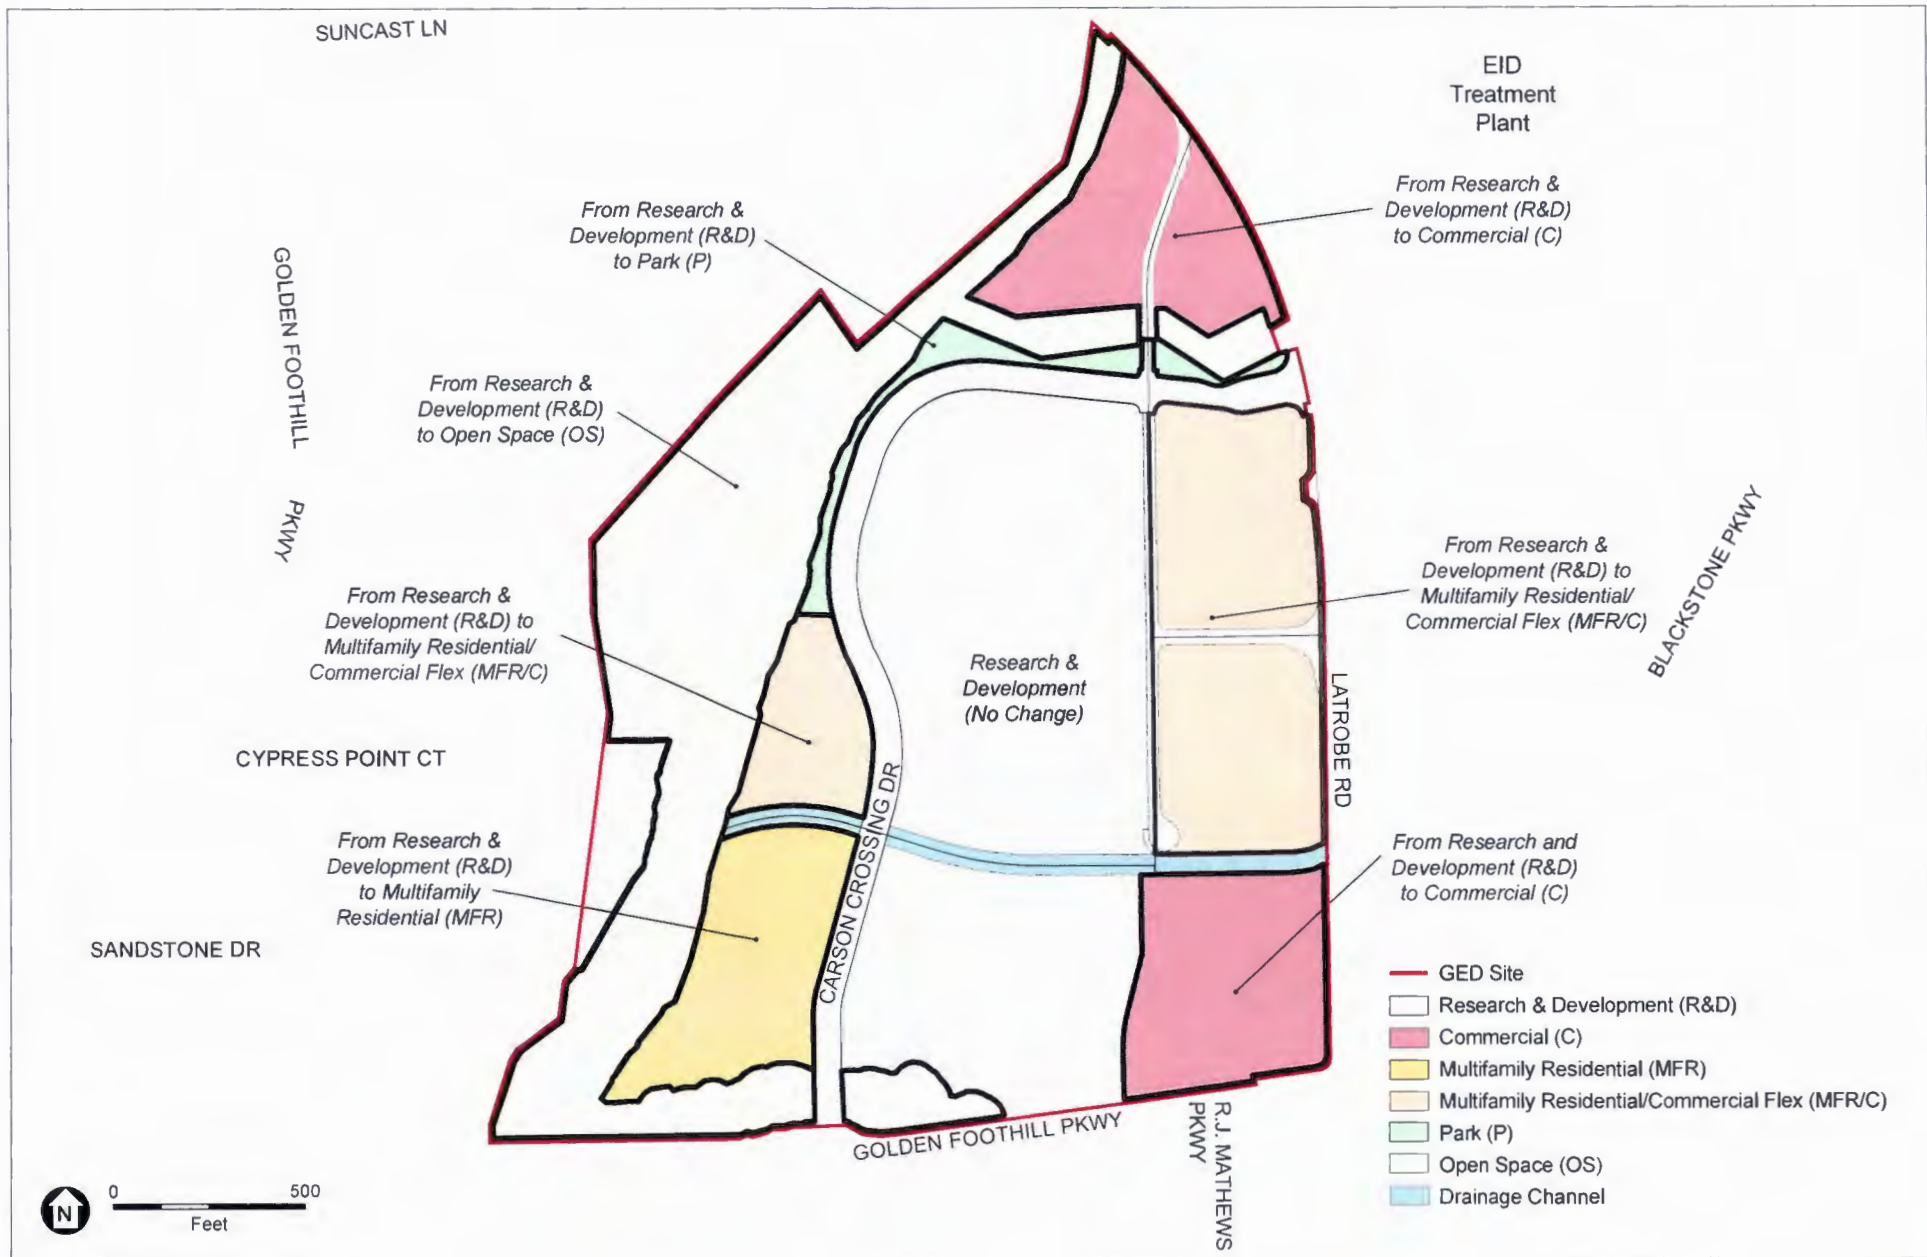 SUNCAST LN
EID
Treatment
Plant
From Research &
Development (R&D)
to Commercial (C)
From Research &
Development (R&D)
to Park (P)
GOLDEN FOOTHILL PKWY
From Research &
Development (R&D)
to Open Space (OS)
BLACKSTONE PKWY
From Research &
Development (R&D) to
Multifamily Residential/
Commercial Flex (MFR/C)
From Research &
Development (R&D) to
Multifamily Residential/
Commercial Flex (MFR/C)
Research &
Development
(No Change)
LATROBE RD
CYPRESS POINT CT
CARSON CROSSING DR
From Research &
Development (R&D)
to Multifamily
Residential (MFR)
From Research and
Development (R&D)
to Commercial (C)
SANDSTONE DR
GED Site
Research & Development (R&D)
Commercial (C)
Multifamily Residential (MFR)
Multifamily Residential/Commercial Flex (MFR/C)
Park (P)
Open Space (OS)
Drainage Channel
GOLDEN FOOTHILL PKWY
R.J. MATHEWS
PKWY
N
0 500
Feet